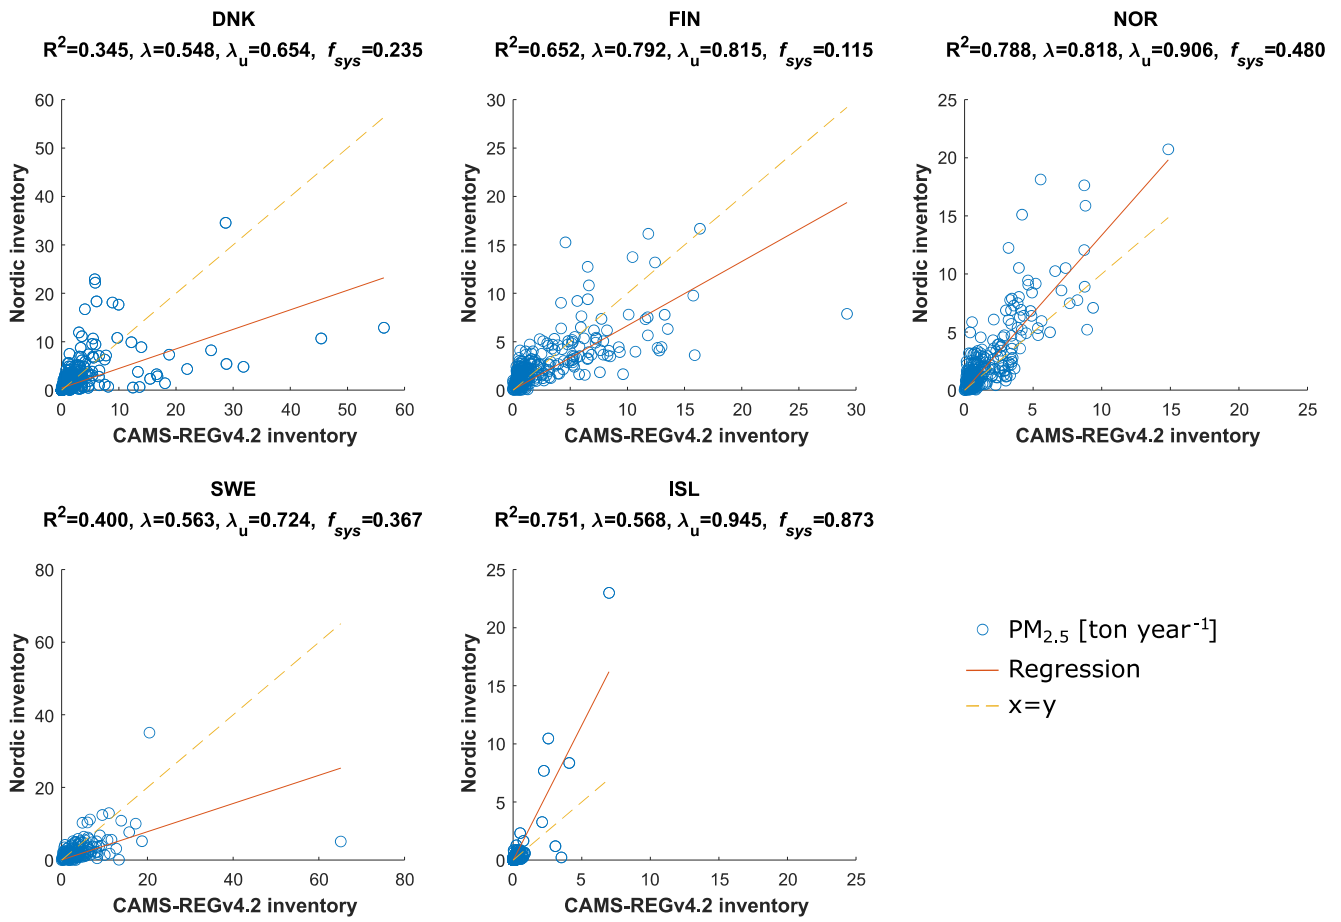 DNK
R²=0.345, λ=0.548, λᵤ=0.654, f_sys=0.235
60
50
40
30
20
10
0
Nordic inventory
0 10 20 30 40 50 60
CAMS-REGv4.2 inventory
FIN
R²=0.652, λ=0.792, λᵤ=0.815, f_sys=0.115
30
25
20
15
10
5
0
Nordic inventory
0 5 10 15 20 25 30
CAMS-REGv4.2 inventory
NOR
R²=0.788, λ=0.818, λᵤ=0.906, f_sys=0.480
25
20
15
10
5
0
Nordic inventory
0 5 10 15 20 25
CAMS-REGv4.2 inventory
SWE
R²=0.400, λ=0.563, λᵤ=0.724, f_sys=0.367
80
60
40
20
0
Nordic inventory
0 20 40 60 80
CAMS-REGv4.2 inventory
ISL
R²=0.751, λ=0.568, λᵤ=0.945, f_sys=0.873
25
20
15
10
5
0
Nordic inventory
0 5 10 15 20 25
CAMS-REGv4.2 inventory
PM₂.₅ [ton year⁻¹]
Regression
x=y